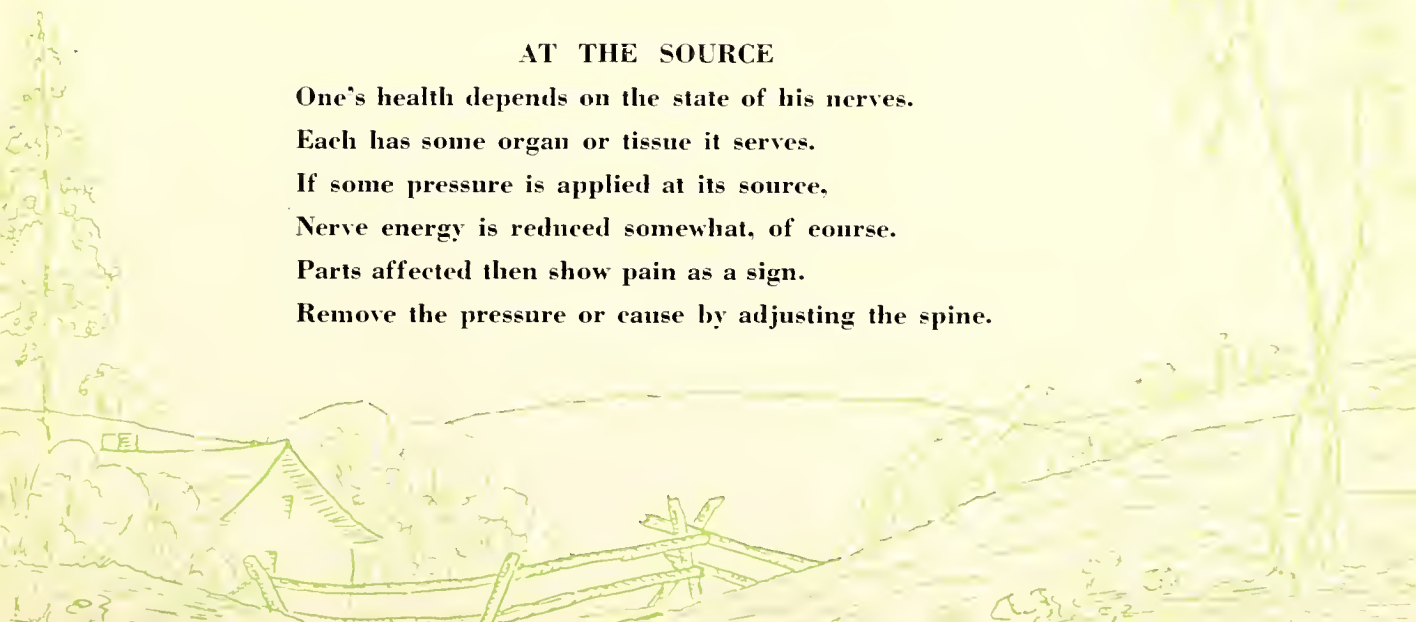 AT THE SOURCE
One's health depends on the state of his nerves.
Each has some organ or tissue it serves.
If some pressure is applied at its source,
Nerve energy is reduced somewhat, of course.
Parts affected then show pain as a sign.
Remove the pressure or cause by adjusting the spine.